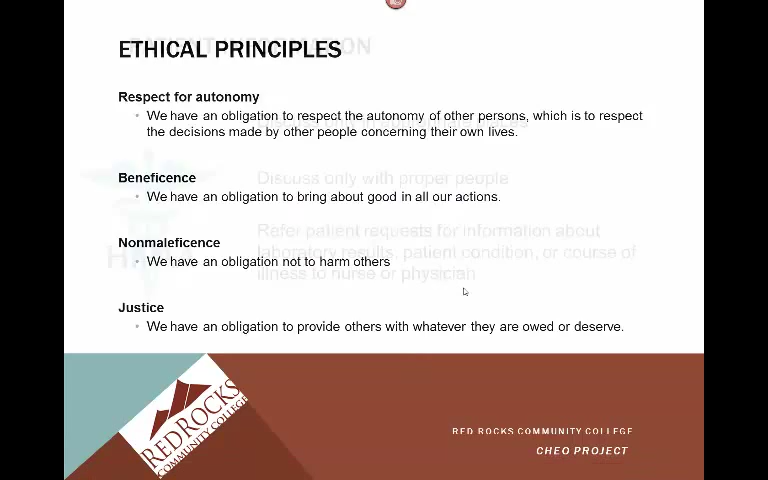 ETHICAL PRINCIPLES
Respect for autonomy
We have an obligation to respect the autonomy of other persons, which is to respect
the decisions made by other people concerning their own lives.
Beneficence
Discuss only with proper people
We have an obligation to bring about good in all our actions.
Refer patient requests for information about
Nonmaleficence
laboratory results, patient condition, or course of
We have an obligation not to harm others
illness to nurse or physician
Justice
We have an obligation to provide others with whatever they are owed or deserve.
REDROCKS
COMMUNITY COLLEGE
RED ROCKS COMMUNITY COLLEGE
CHEO PROJECT